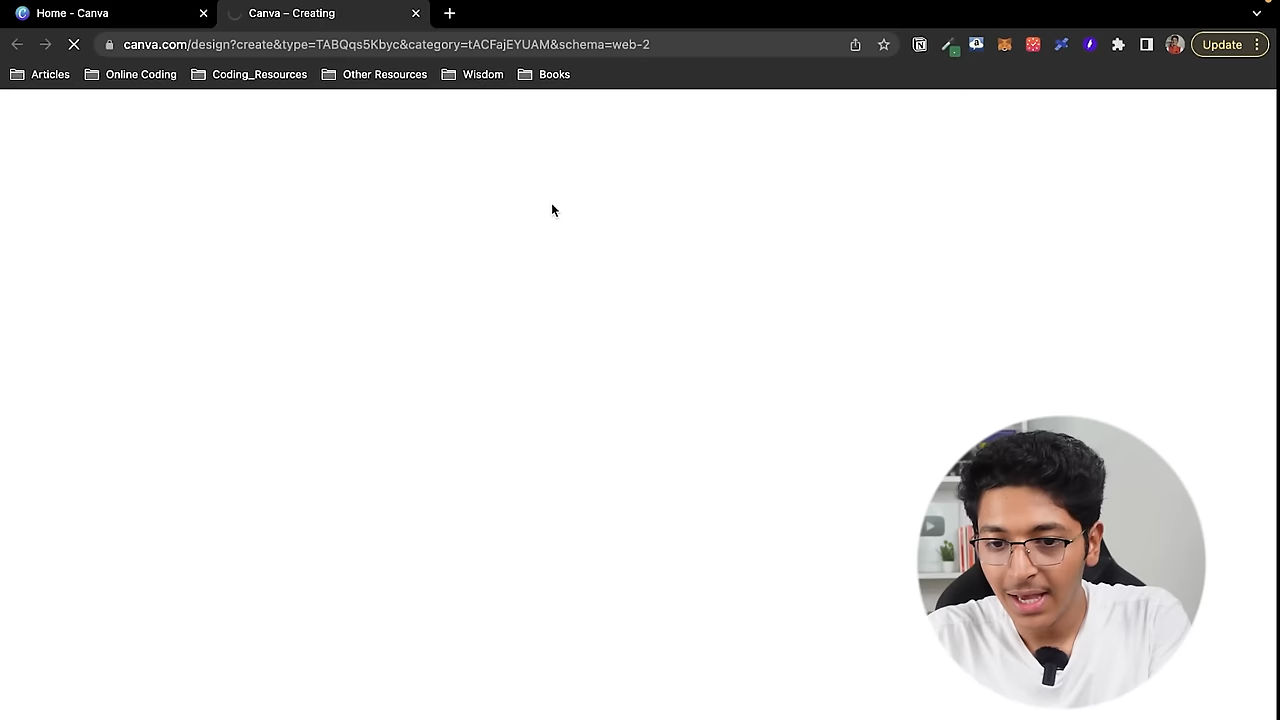 Home - Canva
Canva – Creating
canva.com/design?create&type=TABQqs5Kbyc&category=tACFajEYUAM&schema=web-2
Update
Articles
Online Coding
Coding_Resources
Other Resources
Wisdom
Books